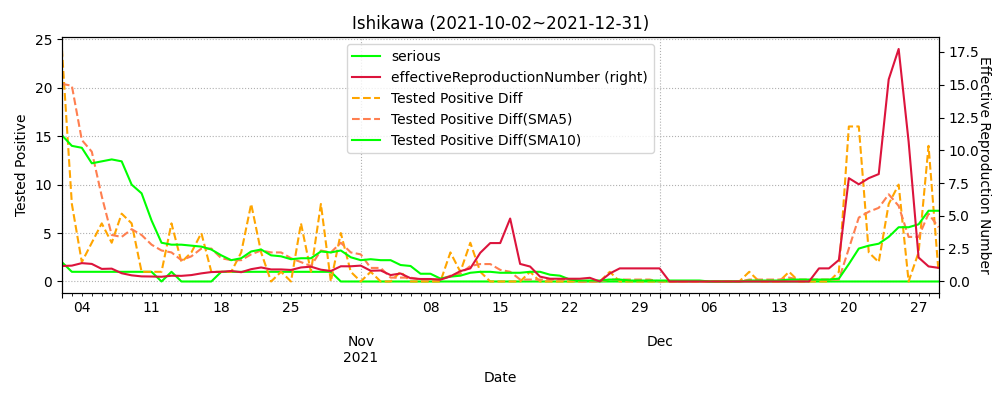 Ishikawa (2021-10-02~2021-12-31)
serious
effectiveReproductionNumber (right)
Tested Positive Diff
Tested Positive Diff(SMA5)
Tested Positive Diff(SMA10)
Tested Positive
25
20
15
10
5
0
17.5
15.0
12.5
10.0
7.5
5.0
2.5
0.0
Effective Reproduction Number
04 11 18 25 08 15 22 29 06 13 20 27
Nov Dec
2021
Date